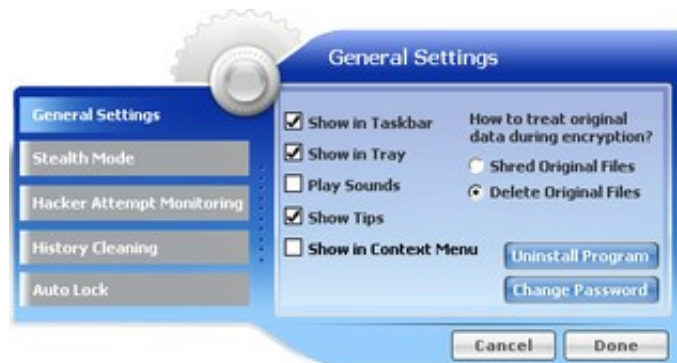 General Settings
General Settings
Stealth Mode
Hacker Attempt Monitoring
History Cleaning
Auto Lock
Show in Taskbar
Show in Tray
Play Sounds
Show Tips
Show in Context Menu
How to treat original
data during encryption?
Shred Original Files
Delete Original Files
Uninstall Program
Change Password
Cancel
Done